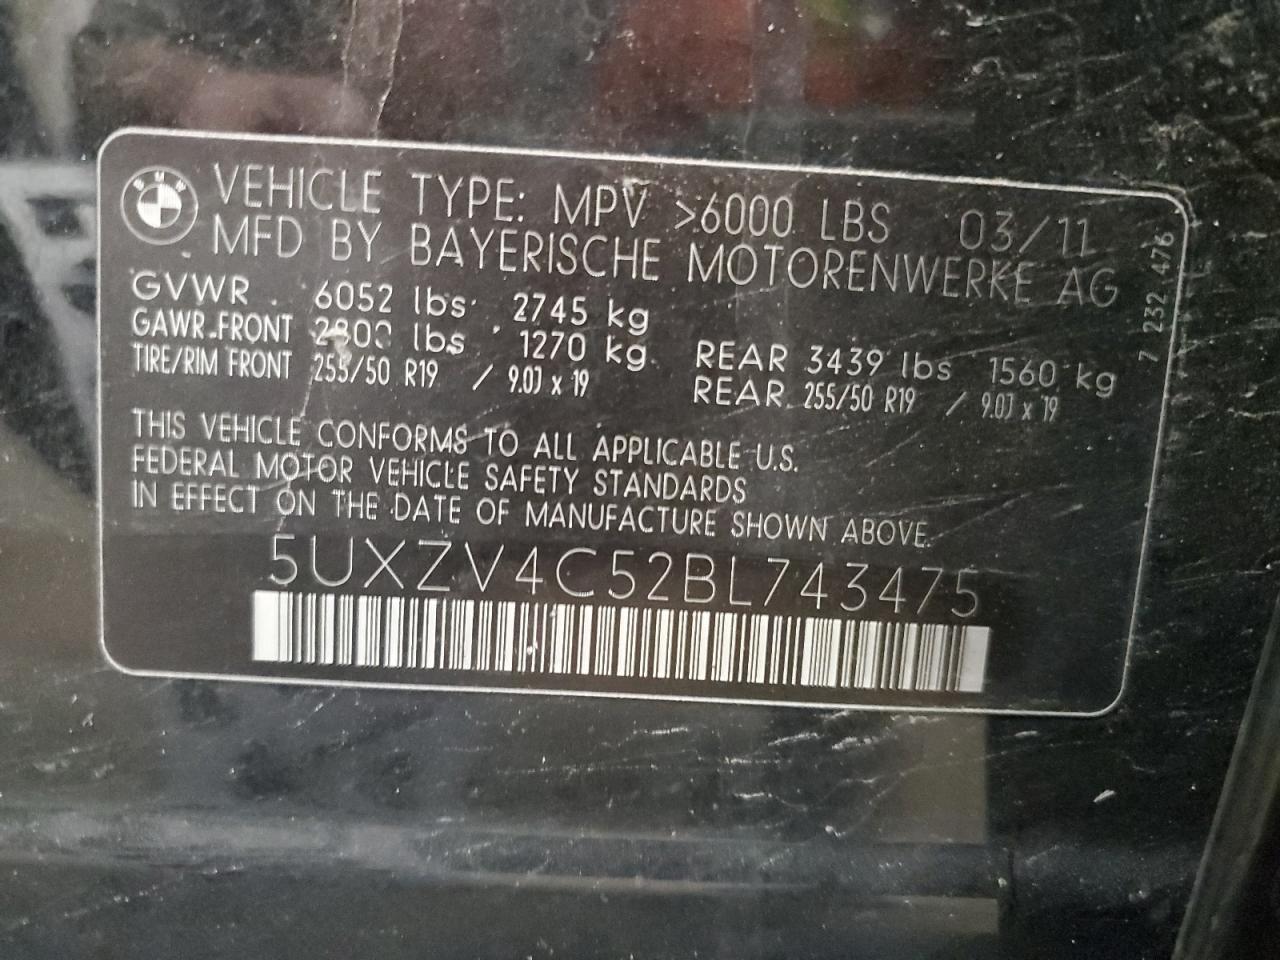 BMW
VEHICLE TYPE: MPV >6000 LBS 03/11
MFD BY BAYERISCHE MOTORENWERKE AG
GVWR 6052 lbs 2745 kg
GAWR FRONT lbs 1270 kg REAR 3439 lbs 1560 kg
TIRE/RIM FRONT 255/50 R19 / 9.0J x 19 REAR 255/50 R19 / 9.0J x 19
THIS VEHICLE CONFORMS TO ALL APPLICABLE U.S.
FEDERAL MOTOR VEHICLE SAFETY STANDARDS
IN EFFECT ON THE DATE OF MANUFACTURE SHOWN ABOVE.
5UXZV4C52BL743475
7 232 476